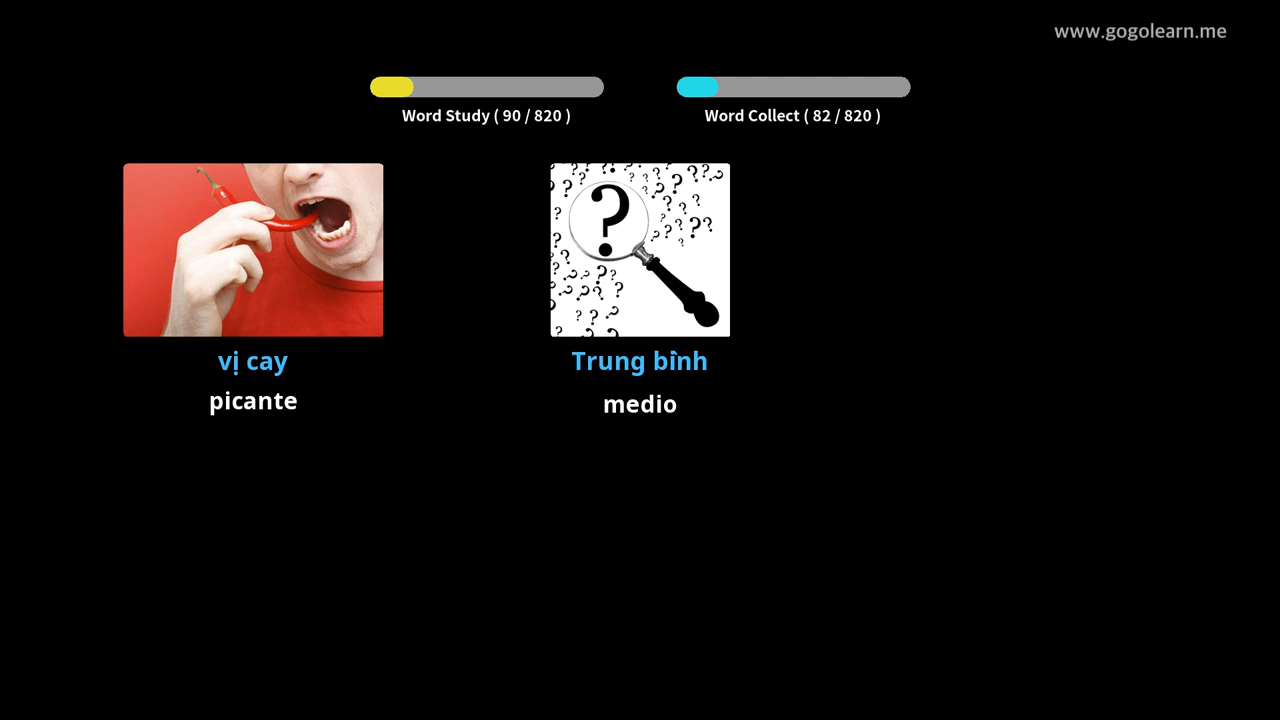 www.gogolearn.me
Word Study ( 90 / 820 )
Word Collect ( 82 / 820 )
vị cay
picante
Trung bình
medio